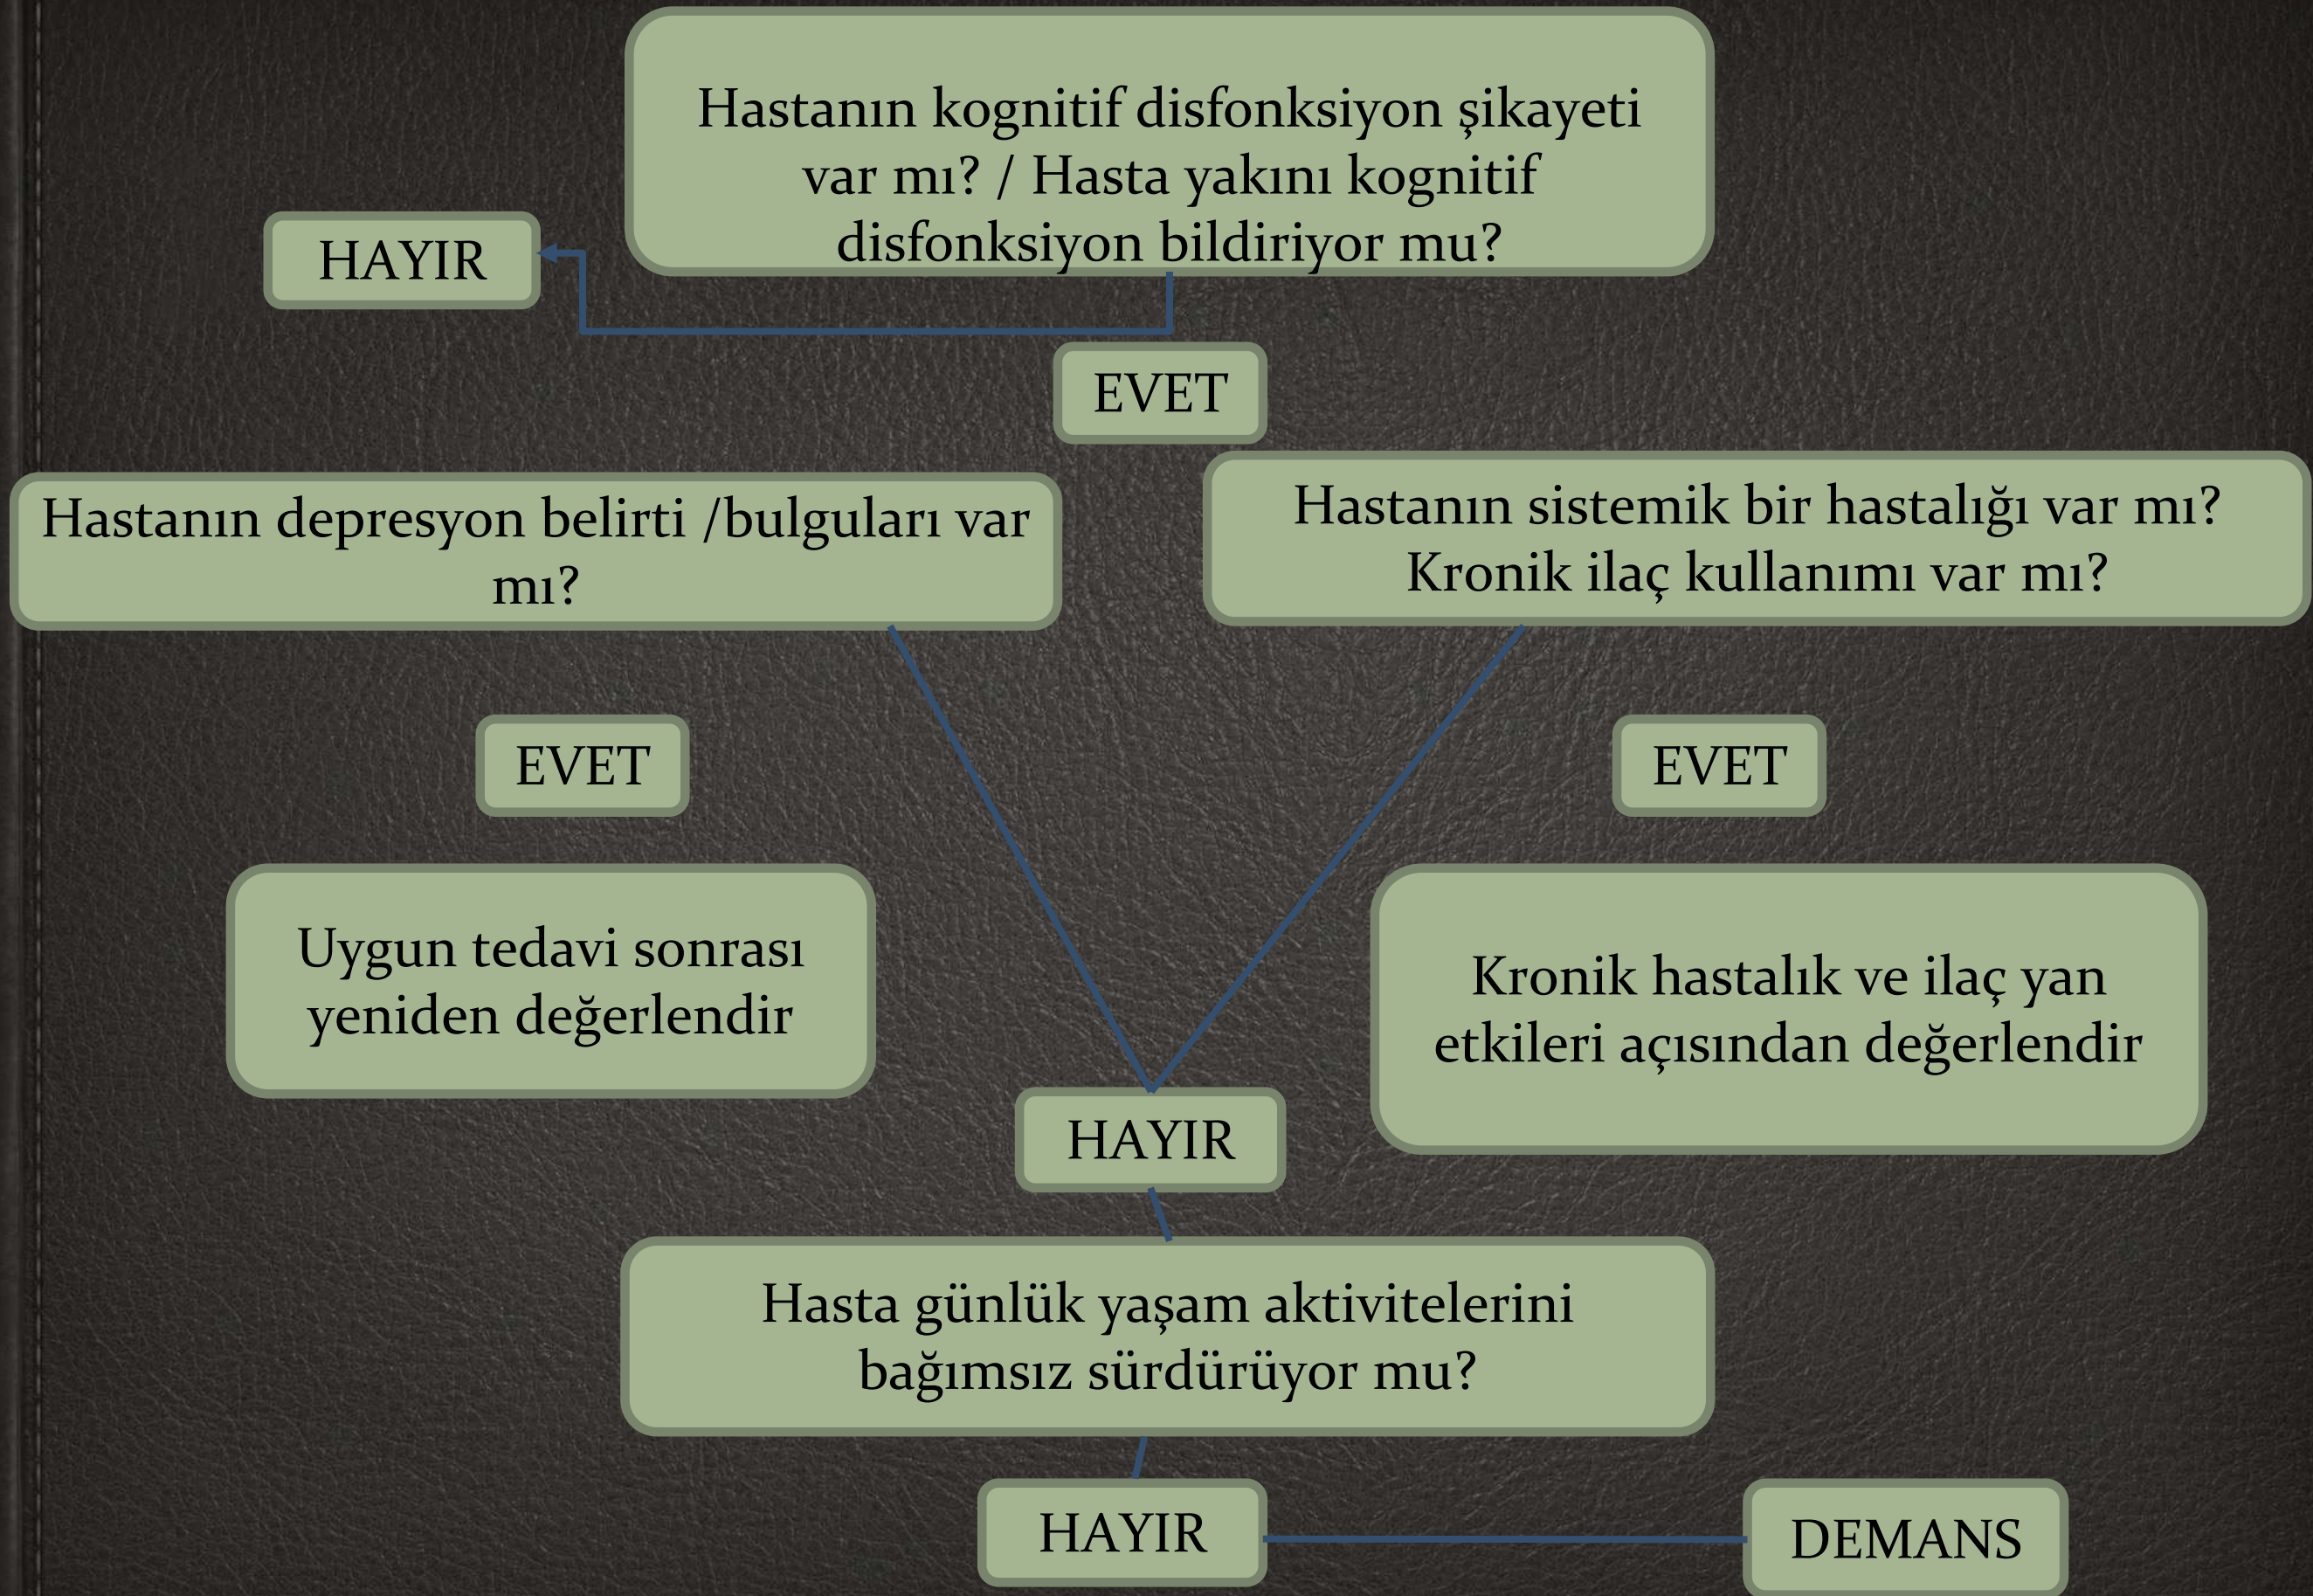 Hastanın kognitif disfonksiyon şikayeti
var mı? / Hasta yakını kognitif
disfonksiyon bildiriyor mu?
HAYIR
EVET
Hastanın depresyon belirti /bulguları var
mı?
Hastanın sistemik bir hastalığı var mı?
Kronik ilaç kullanımı var mı?
EVET
EVET
Uygun tedavi sonrası
yeniden değerlendir
Kronik hastalık ve ilaç yan
etkileri açısından değerlendir
HAYIR
Hasta günlük yaşam aktivitelerini
bağımsız sürdürüyor mu?
HAYIR
DEMANS